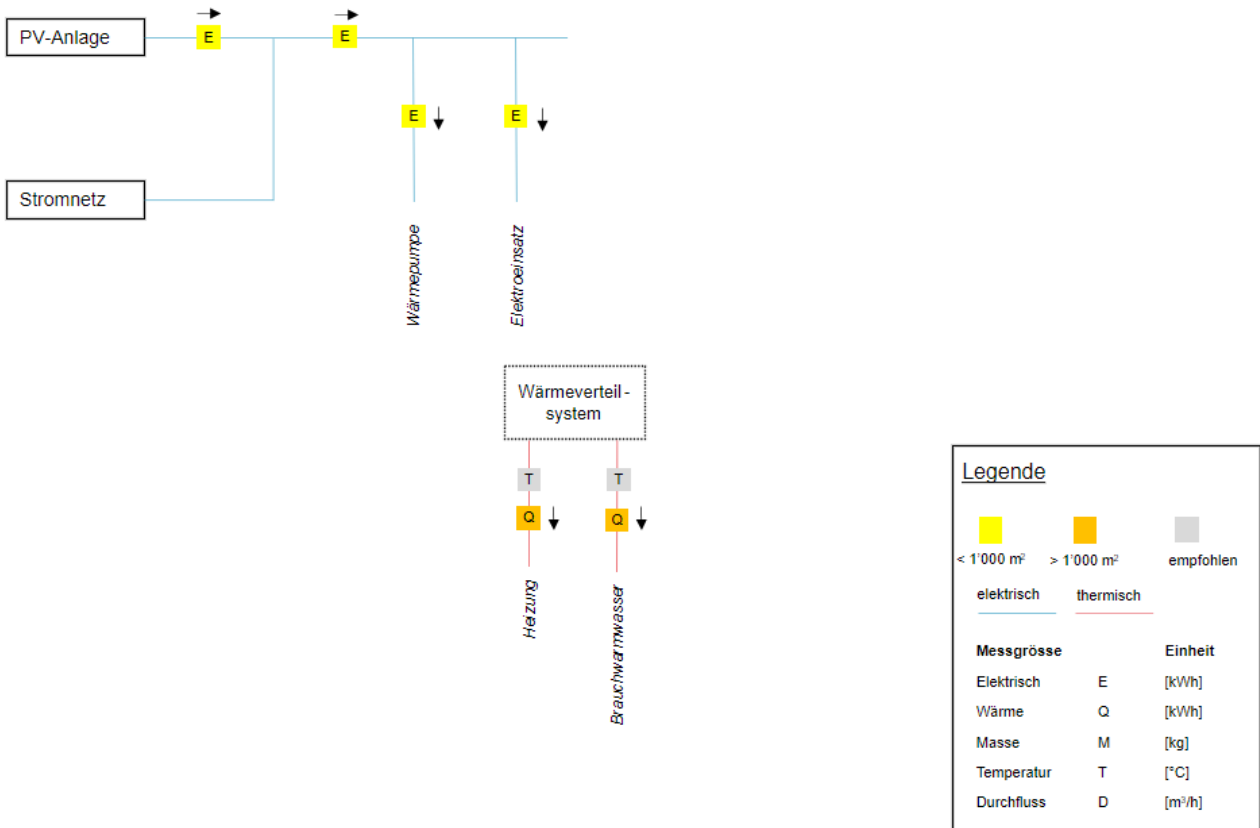 PV-Anlage
E
E
E
E
Stromnetz
Wärmepumpe
Elektroeinsatz
Wärmeverteil-
system
T
T
Q
Q
Heizung
Brauchwarmwasser
Legende
< 1'000 m² > 1'000 m² empfohlen
elektrisch thermisch
Messgrösse Einheit
Elektrisch E [kWh]
Wärme Q [kWh]
Masse M [kg]
Temperatur T [°C]
Durchfluss D [m³/h]